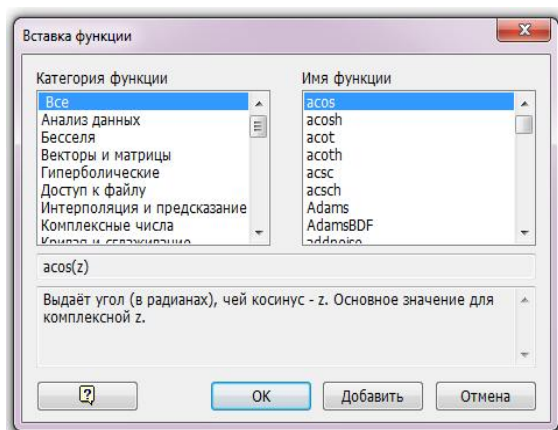 Вставка функции
Категория функции
Все
Анализ данных
Бесселя
Векторы и матрицы
Гиперболические
Доступ к файлу
Интерполяция и предсказание
Комплексные числа
Имя функции
acos
acosh
acot
acoth
acsc
acsch
Adams
AdamsBDF
addnoise
acos(z)
Выдаёт угол (в радианах), чей косинус - z. Основное значение для
комплексной z.
OK
Добавить
Отмена